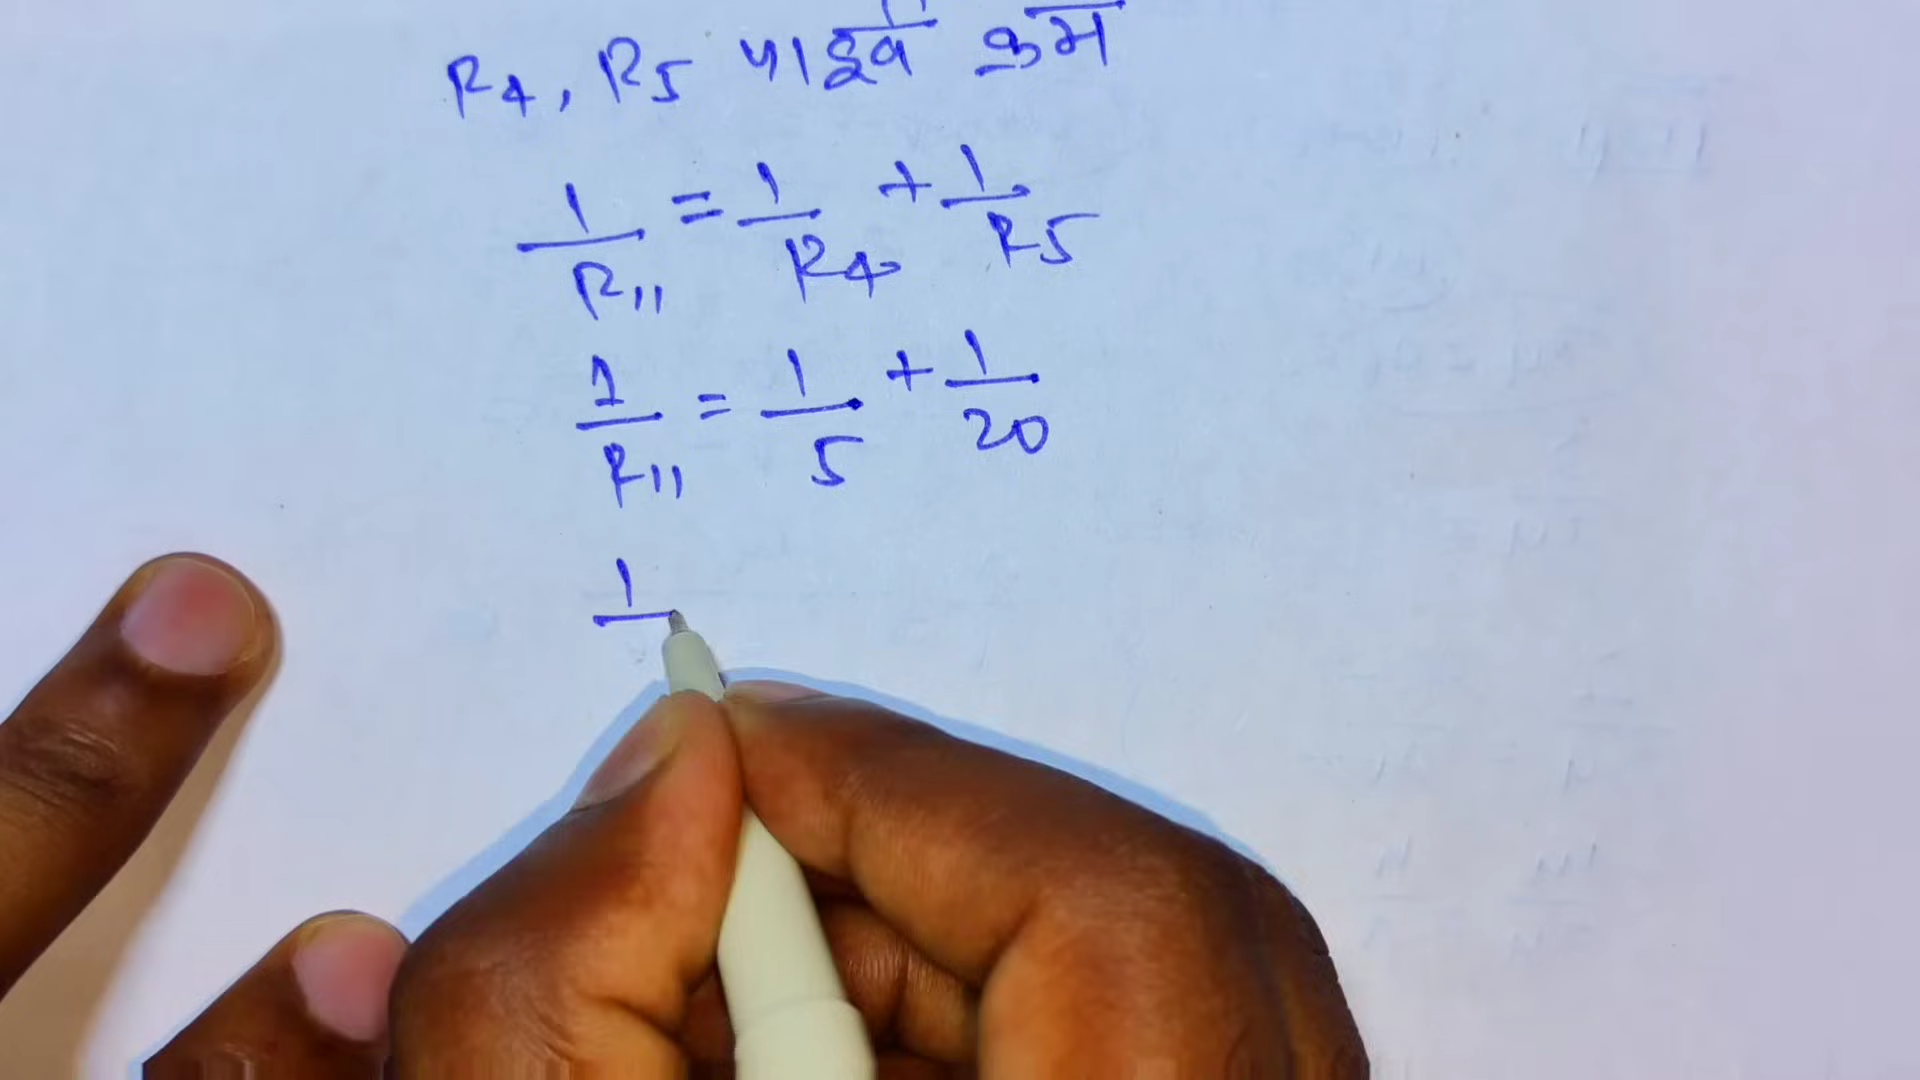 R4, R5 पार्श्व क्रम
1/R11 = 1/R4 + 1/R5
1/R11 = 1/5 + 1/20
1